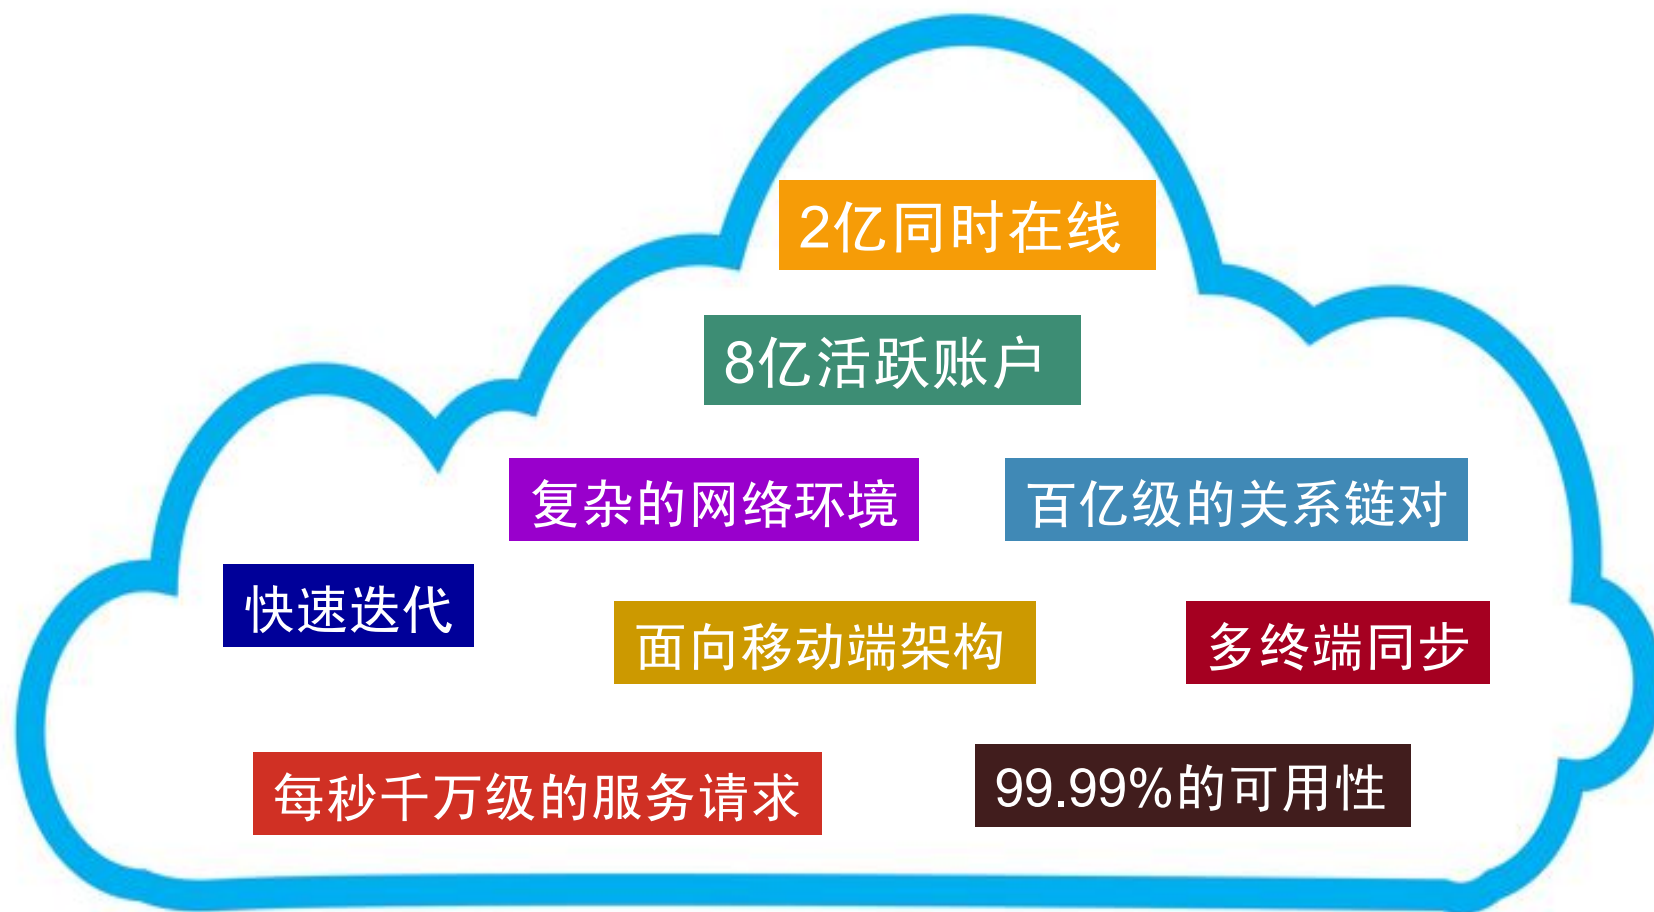 2亿同时在线
8亿活跃账户
复杂的网络环境
百亿级的关系链对
快速迭代
面向移动端架构
多终端同步
每秒千万级的服务请求
99.99%的可用性